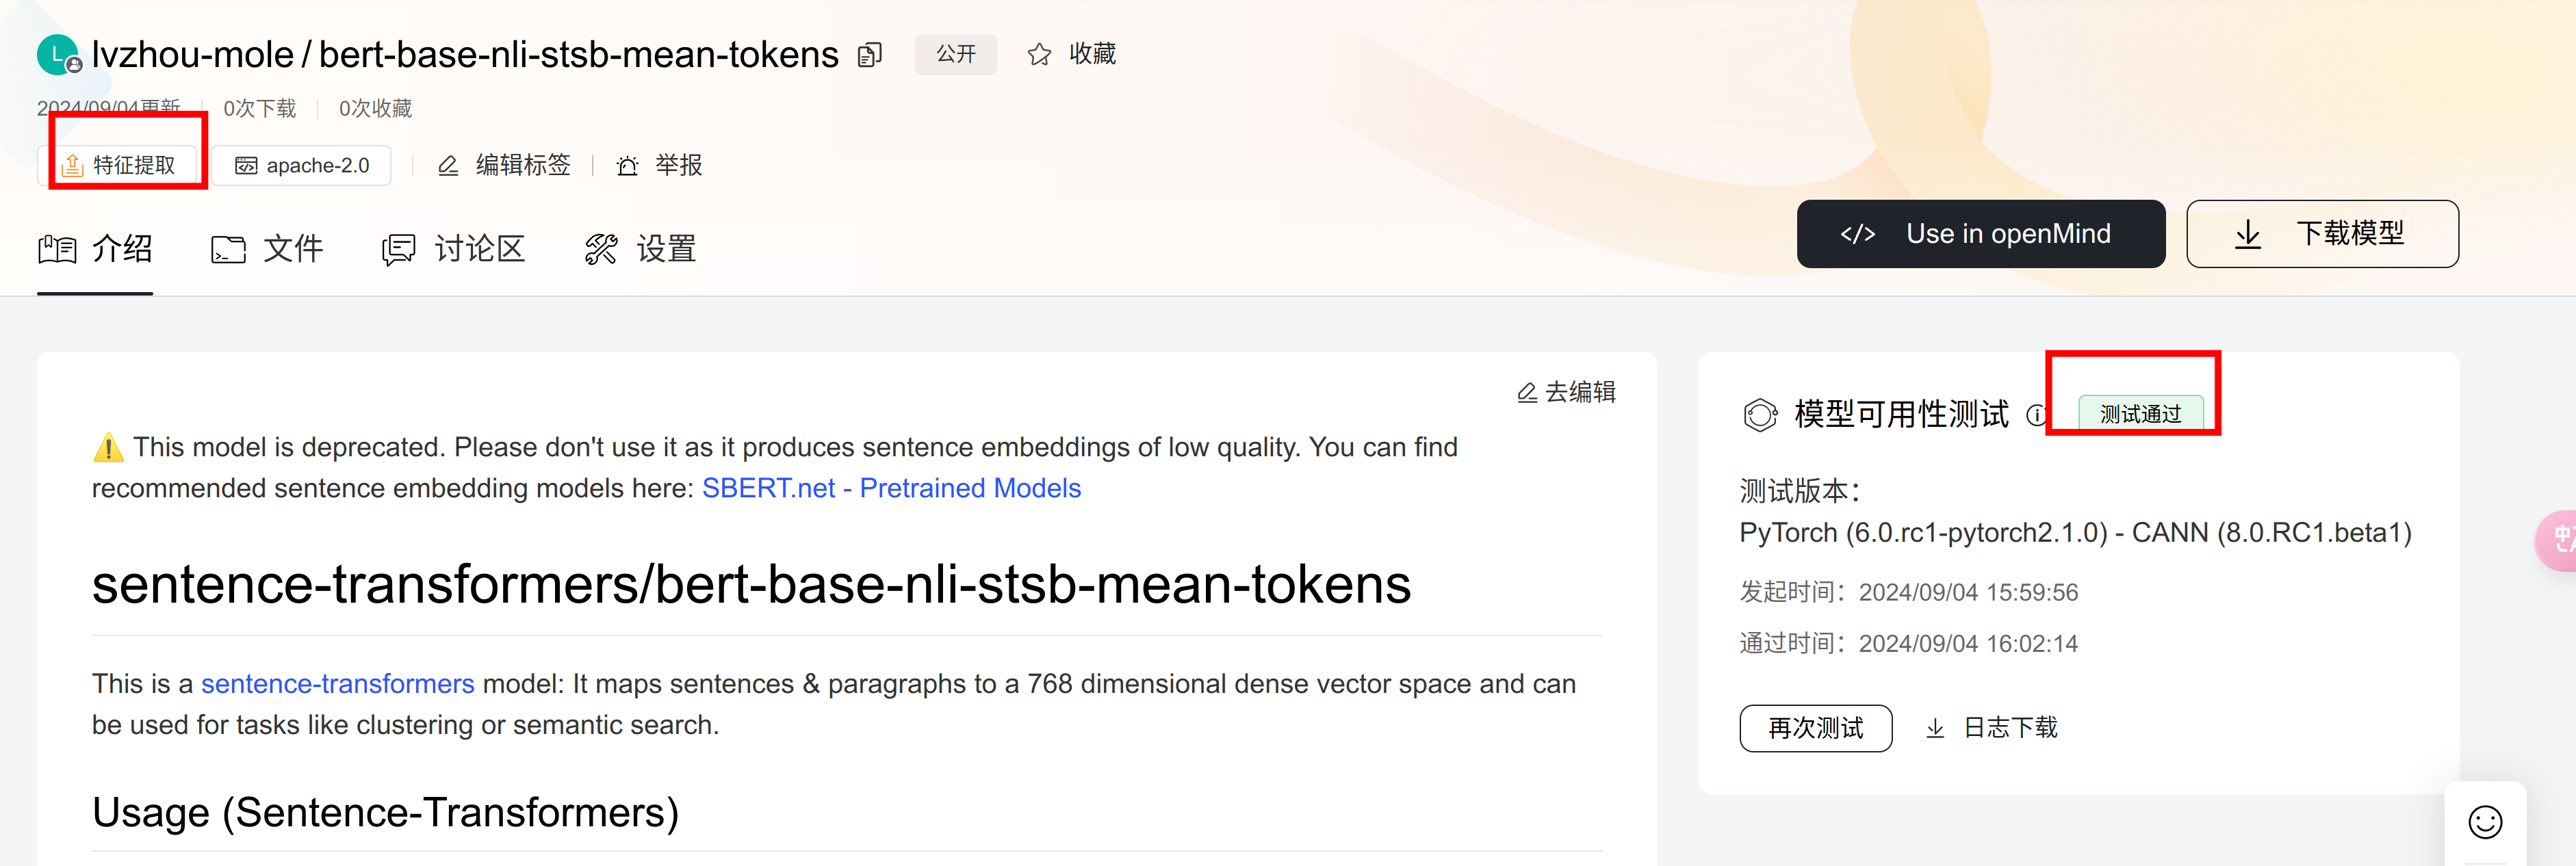 L lvzhou-mole / bert-base-nli-stsb-mean-tokens 公开 收藏
2024/09/04更新 0次下载 0次收藏
特征提取 apache-2.0 编辑标签 举报
介绍 文件 讨论区 设置
Use in openMind 下载模型
去编辑
This model is deprecated. Please don't use it as it produces sentence embeddings of low quality. You can find
recommended sentence embedding models here: SBERT.net - Pretrained Models
sentence-transformers/bert-base-nli-stsb-mean-tokens
This is a sentence-transformers model: It maps sentences & paragraphs to a 768 dimensional dense vector space and can
be used for tasks like clustering or semantic search.
Usage (Sentence-Transformers)
模型可用性测试 测试通过
测试版本：
PyTorch (6.0.rc1-pytorch2.1.0) - CANN (8.0.RC1.beta1)
发起时间：2024/09/04 15:59:56
通过时间：2024/09/04 16:02:14
再次测试 日志下载